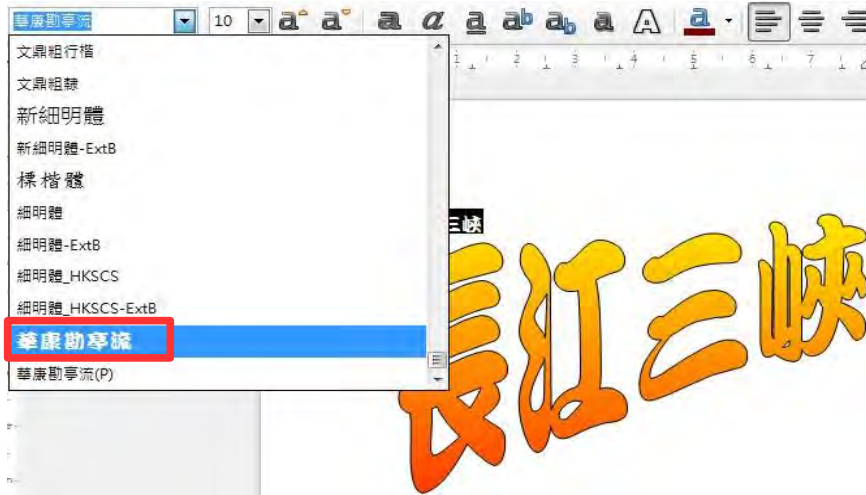 華康勘亭流 10
文鼎粗行楷
文鼎粗隸
新細明體
新細明體-ExtB
標楷體
細明體
細明體-ExtB
細明體_HKSCS
細明體_HKSCS-ExtB
華康勘亭流
華康勘亭流(P)
1 2 3 4 5 6 7
三峽
長江三峽